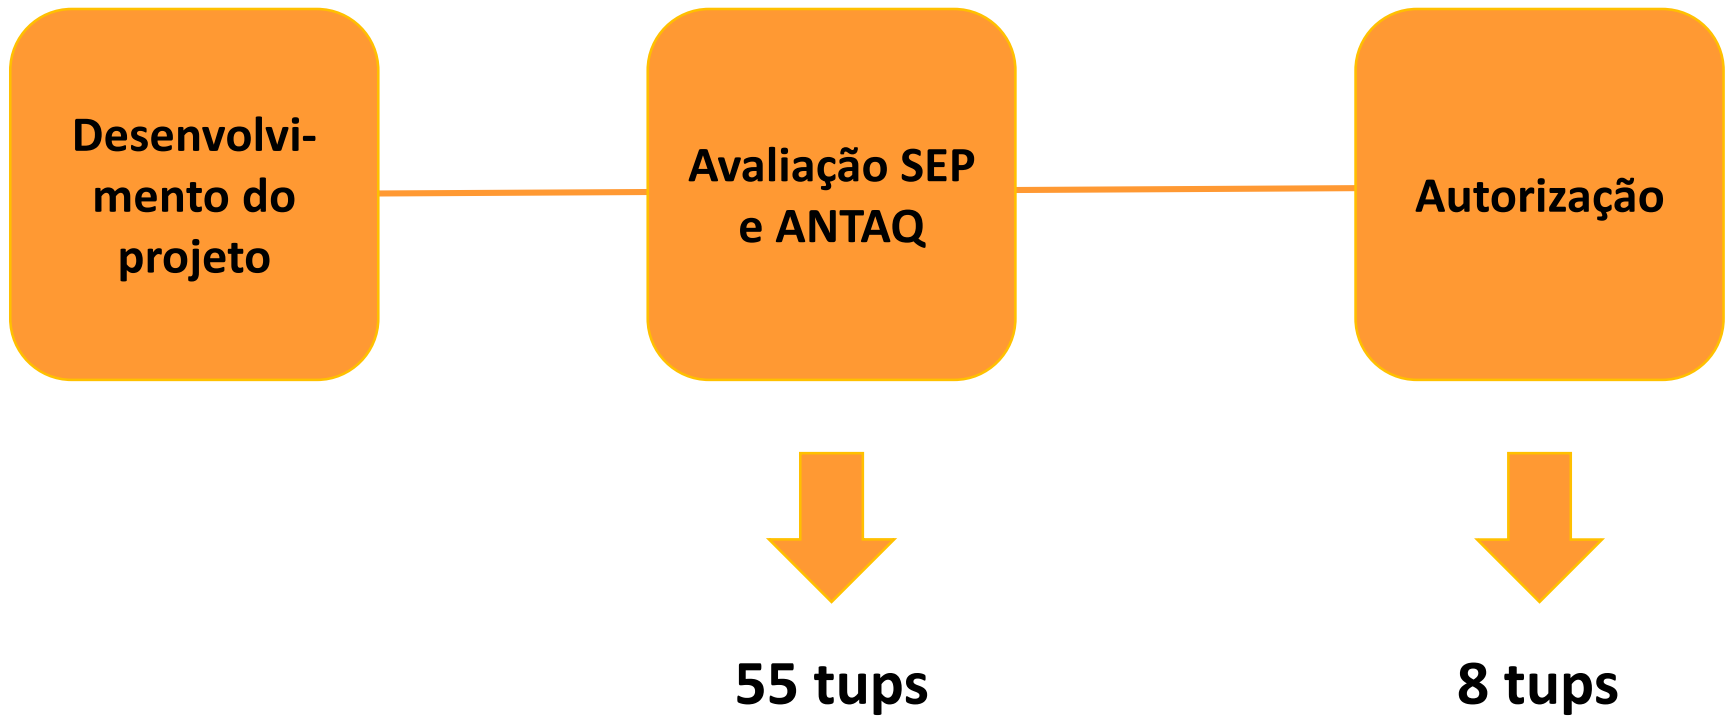 Desenvolvi-
mento do
projeto
Avaliação SEP
e ANTAQ
Autorização
55 tups
8 tups